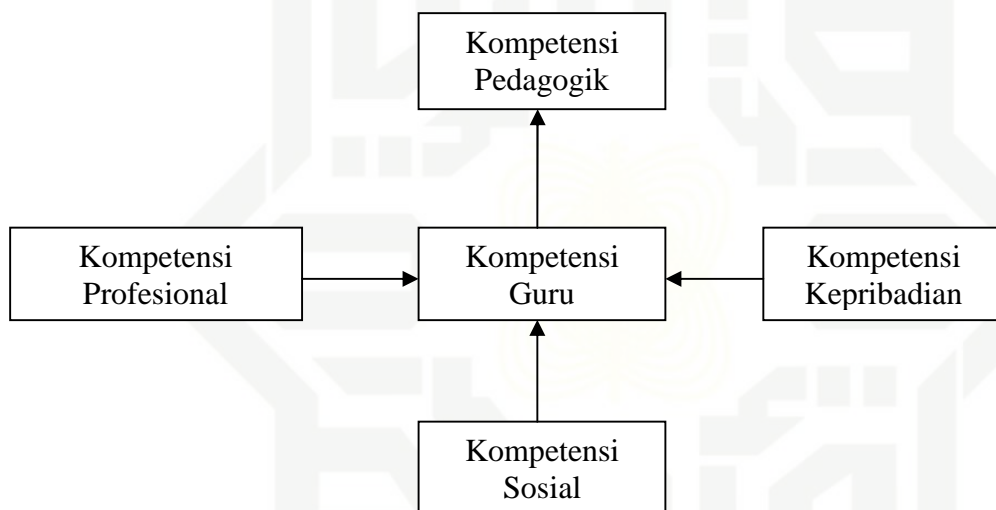 Kompetensi
Pedagogik
Kompetensi
Profesional
Kompetensi
Guru
Kompetensi
Kepribadian
Kompetensi
Sosial